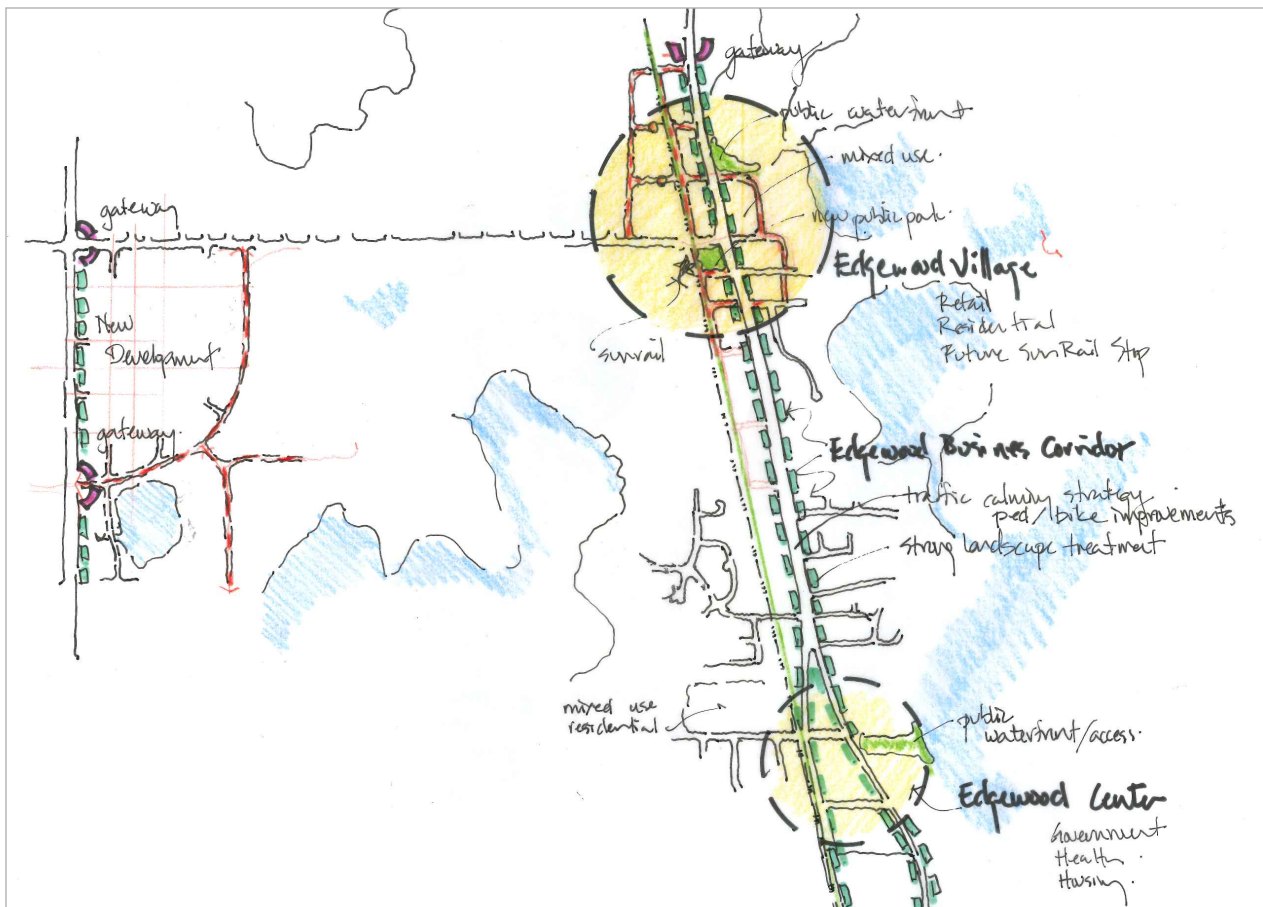 gateway
public waterfront
mixed use.
new public park.
gateway
Edgewood Village
Retail
Residential
Future SunRail Stop
New
Development
sunrail
gateway.
Edgewood Business Corridor
traffic calming strategy
ped/bike improvements
strong landscape treatment
mixed use
residential
public
waterfront/access.
Edgewood Center
Government
Health
Housing.